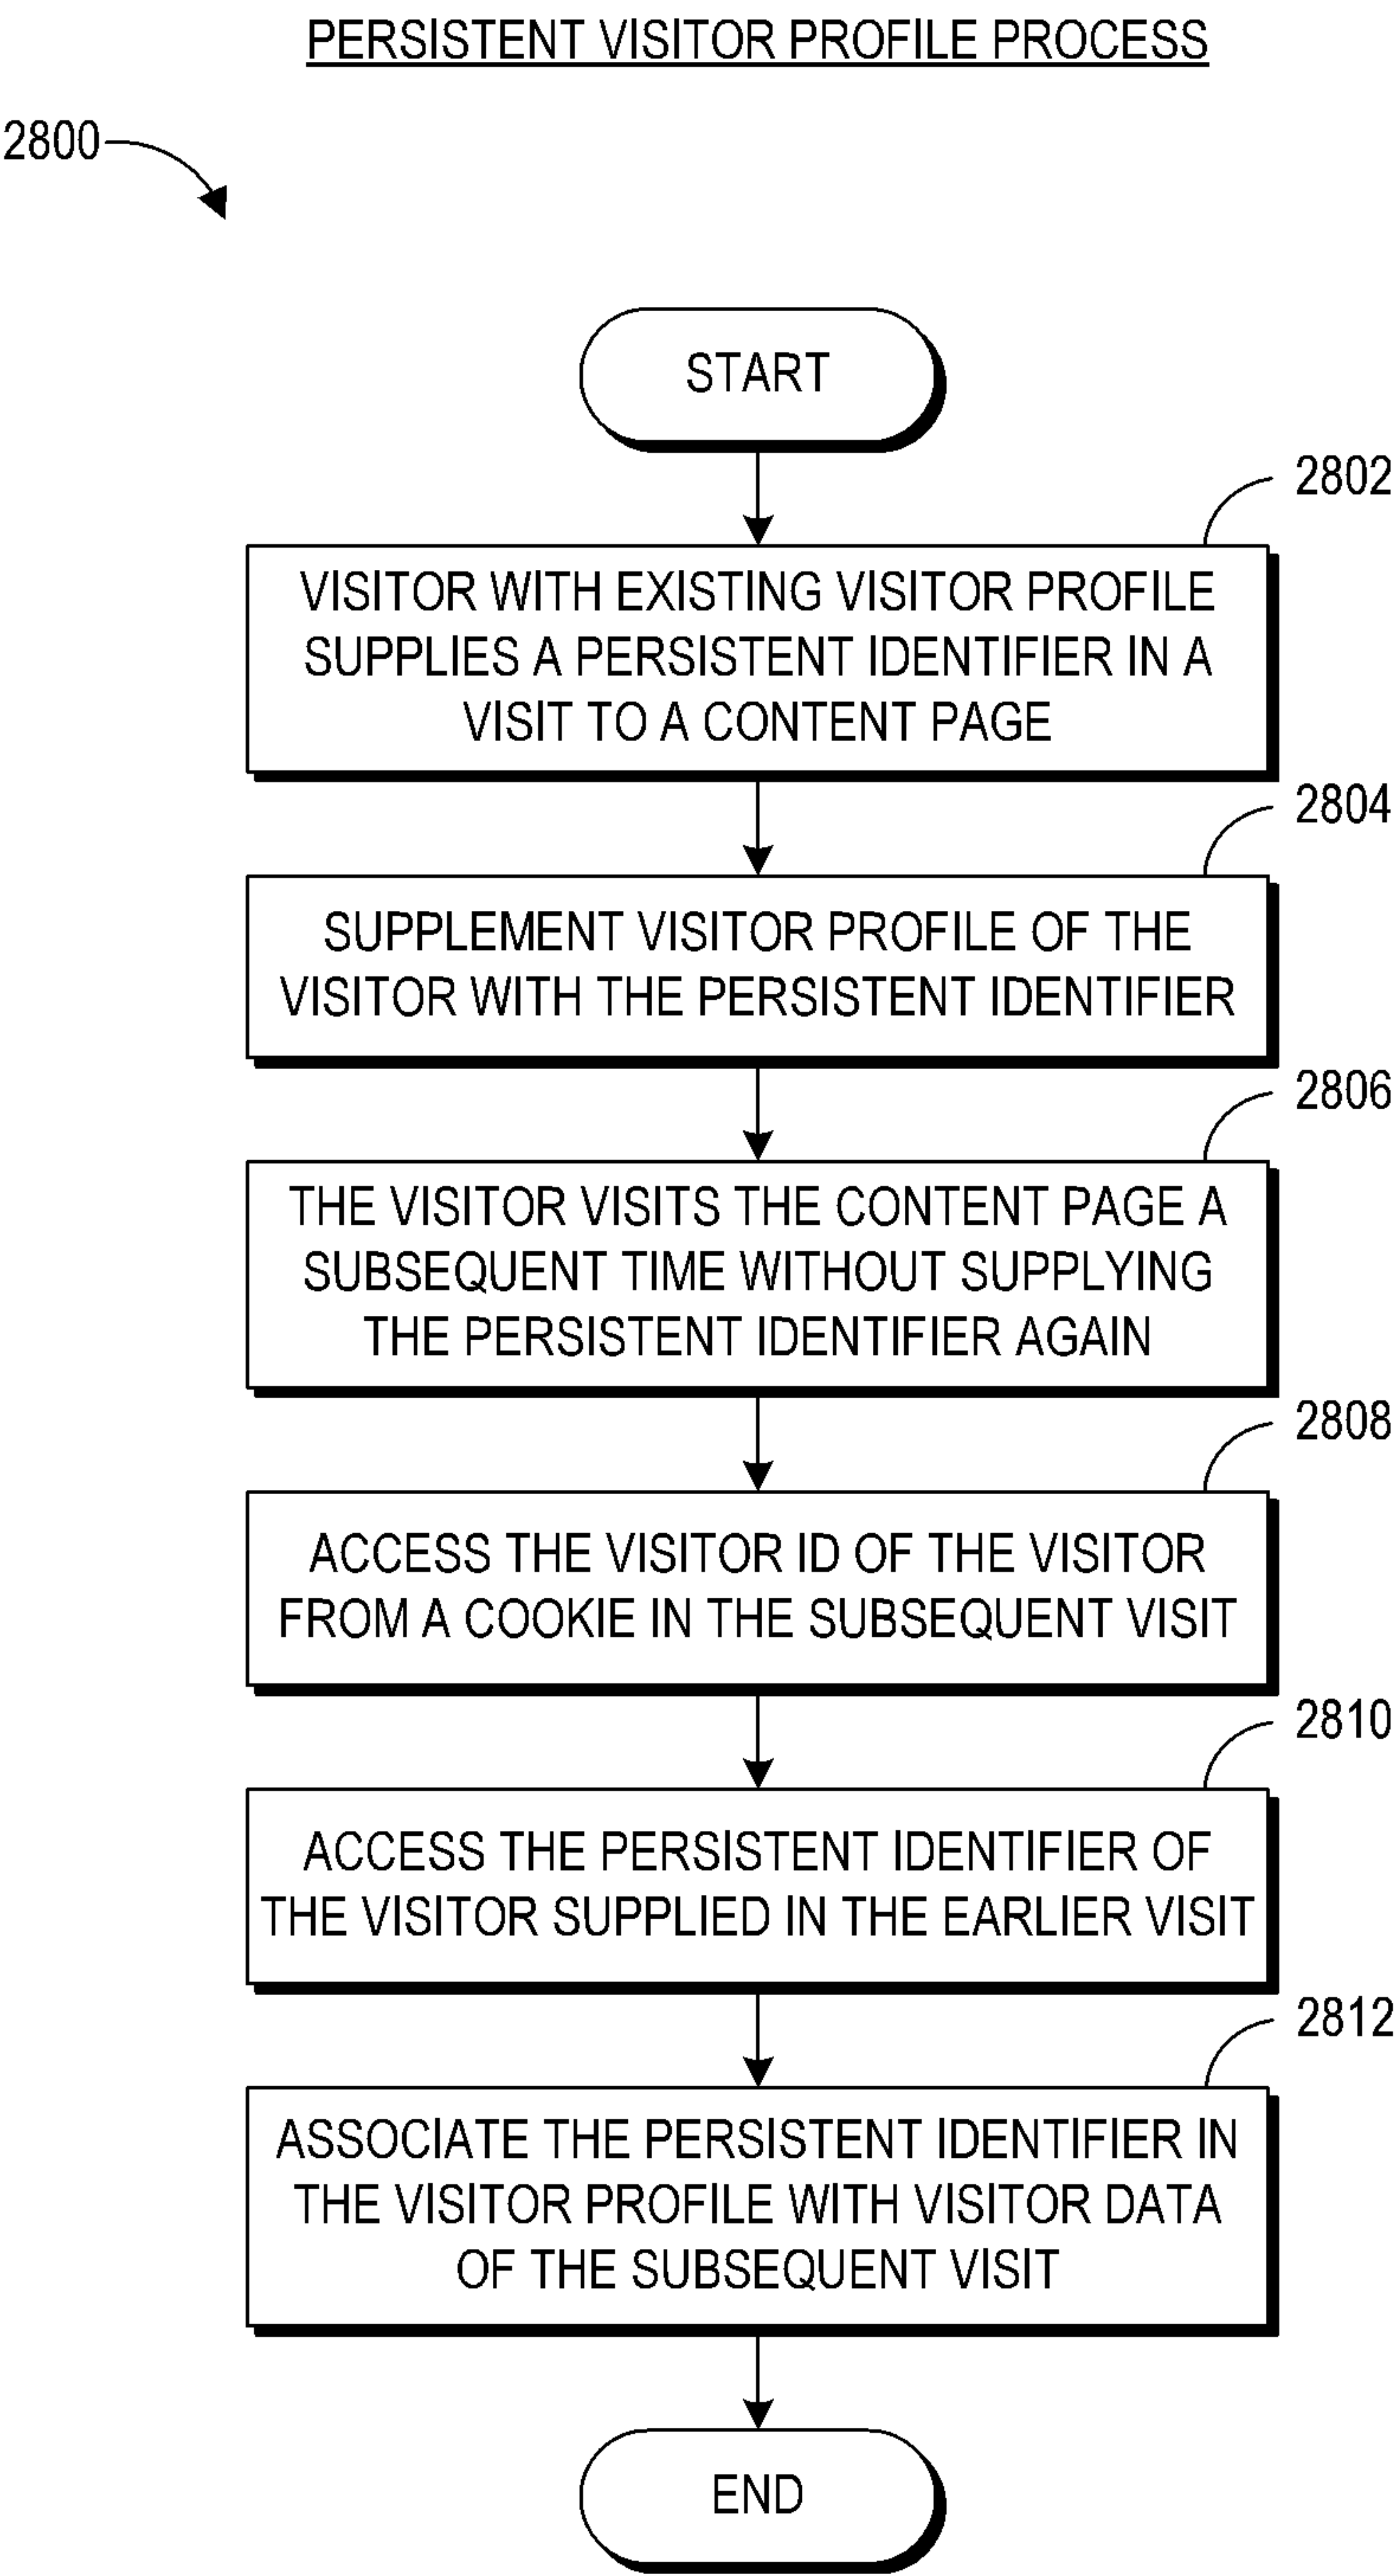 PERSISTENT VISITOR PROFILE PROCESS
2800
START
2802
VISITOR WITH EXISTING VISITOR PROFILE
SUPPLIES A PERSISTENT IDENTIFIER IN A
VISIT TO A CONTENT PAGE
2804
SUPPLEMENT VISITOR PROFILE OF THE
VISITOR WITH THE PERSISTENT IDENTIFIER
2806
THE VISITOR VISITS THE CONTENT PAGE A
SUBSEQUENT TIME WITHOUT SUPPLYING
THE PERSISTENT IDENTIFIER AGAIN
2808
ACCESS THE VISITOR ID OF THE VISITOR
FROM A COOKIE IN THE SUBSEQUENT VISIT
2810
ACCESS THE PERSISTENT IDENTIFIER OF
THE VISITOR SUPPLIED IN THE EARLIER VISIT
2812
ASSOCIATE THE PERSISTENT IDENTIFIER IN
THE VISITOR PROFILE WITH VISITOR DATA
OF THE SUBSEQUENT VISIT
END